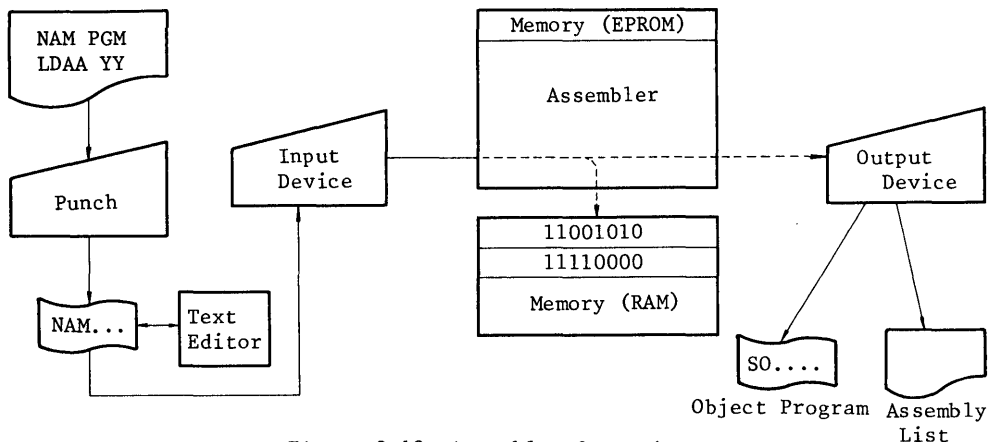 NAM PGM
LDAA YY
Punch
NAM...
Text
Editor
Input
Device
Memory (EPROM)
Assembler
11001010
11110000
Memory (RAM)
Output
Device
SO....
Object Program
Assembly
List